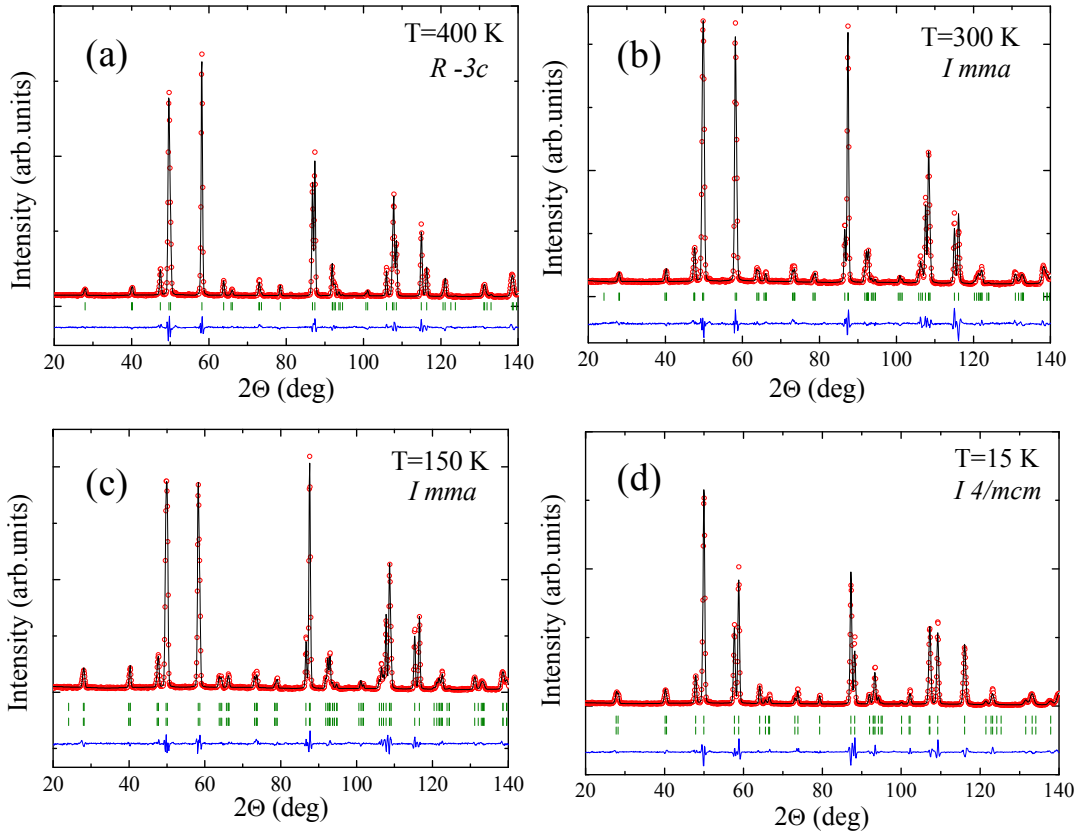 (a)
T=400 K
R -3c
Intensity (arb.units)
20 40 60 80 100 120 140
2Θ (deg)
(b)
T=300 K
I mma
Intensity (arb.units)
20 40 60 80 100 120 140
2Θ (deg)
(c)
T=150 K
I mma
Intensity (arb.units)
20 40 60 80 100 120 140
2Θ (deg)
(d)
T=15 K
I 4/mcm
Intensity (arb.units)
20 40 60 80 100 120 140
2Θ (deg)